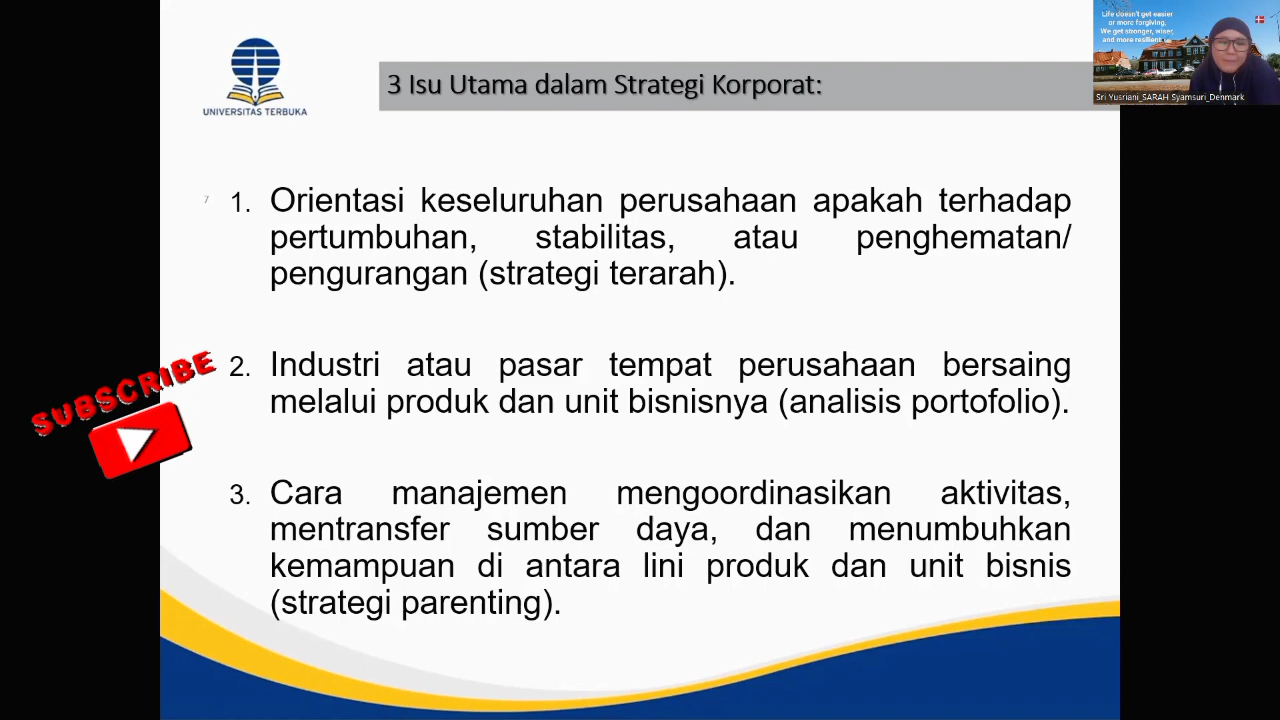 Life doesn't get easier
or more forgiving,
We get stronger, wiser,
and more resilient
Sri Yusriani_SARAH Syamsuri_Denmark
UNIVERSITAS TERBUKA
3 Isu Utama dalam Strategi Korporat:
7
1. Orientasi keseluruhan perusahaan apakah terhadap
pertumbuhan, stabilitas, atau penghematan/
pengurangan (strategi terarah).
2. Industri atau pasar tempat perusahaan bersaing
melalui produk dan unit bisnisnya (analisis portofolio).
3. Cara manajemen mengoordinasikan aktivitas,
mentransfer sumber daya, dan menumbuhkan
kemampuan di antara lini produk dan unit bisnis
(strategi parenting).
SUBSCRIBE